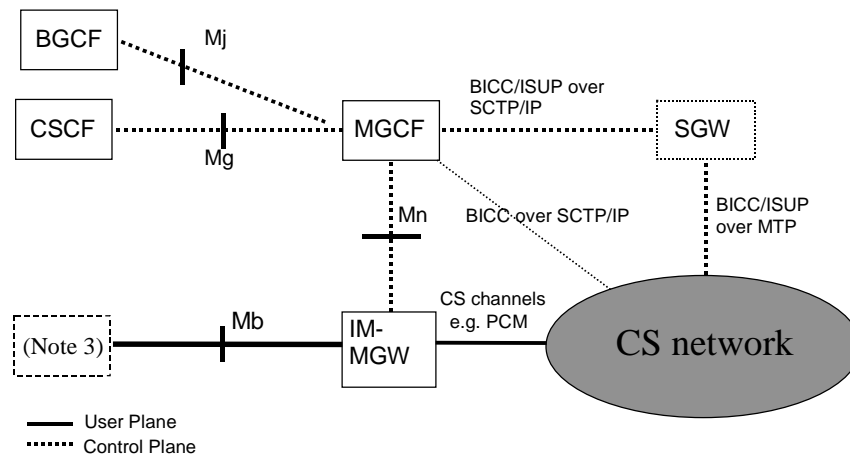 BGCF
Mj
BICC/ISUP over
SCTP/IP
CSCF
MGCF
SGW
Mg
BICC/ISUP
over MTP
Mn
BICC over SCTP/IP
CS channels
e.g. PCM
(Note 3)
Mb
IM-
MGW
CS network
User Plane
Control Plane